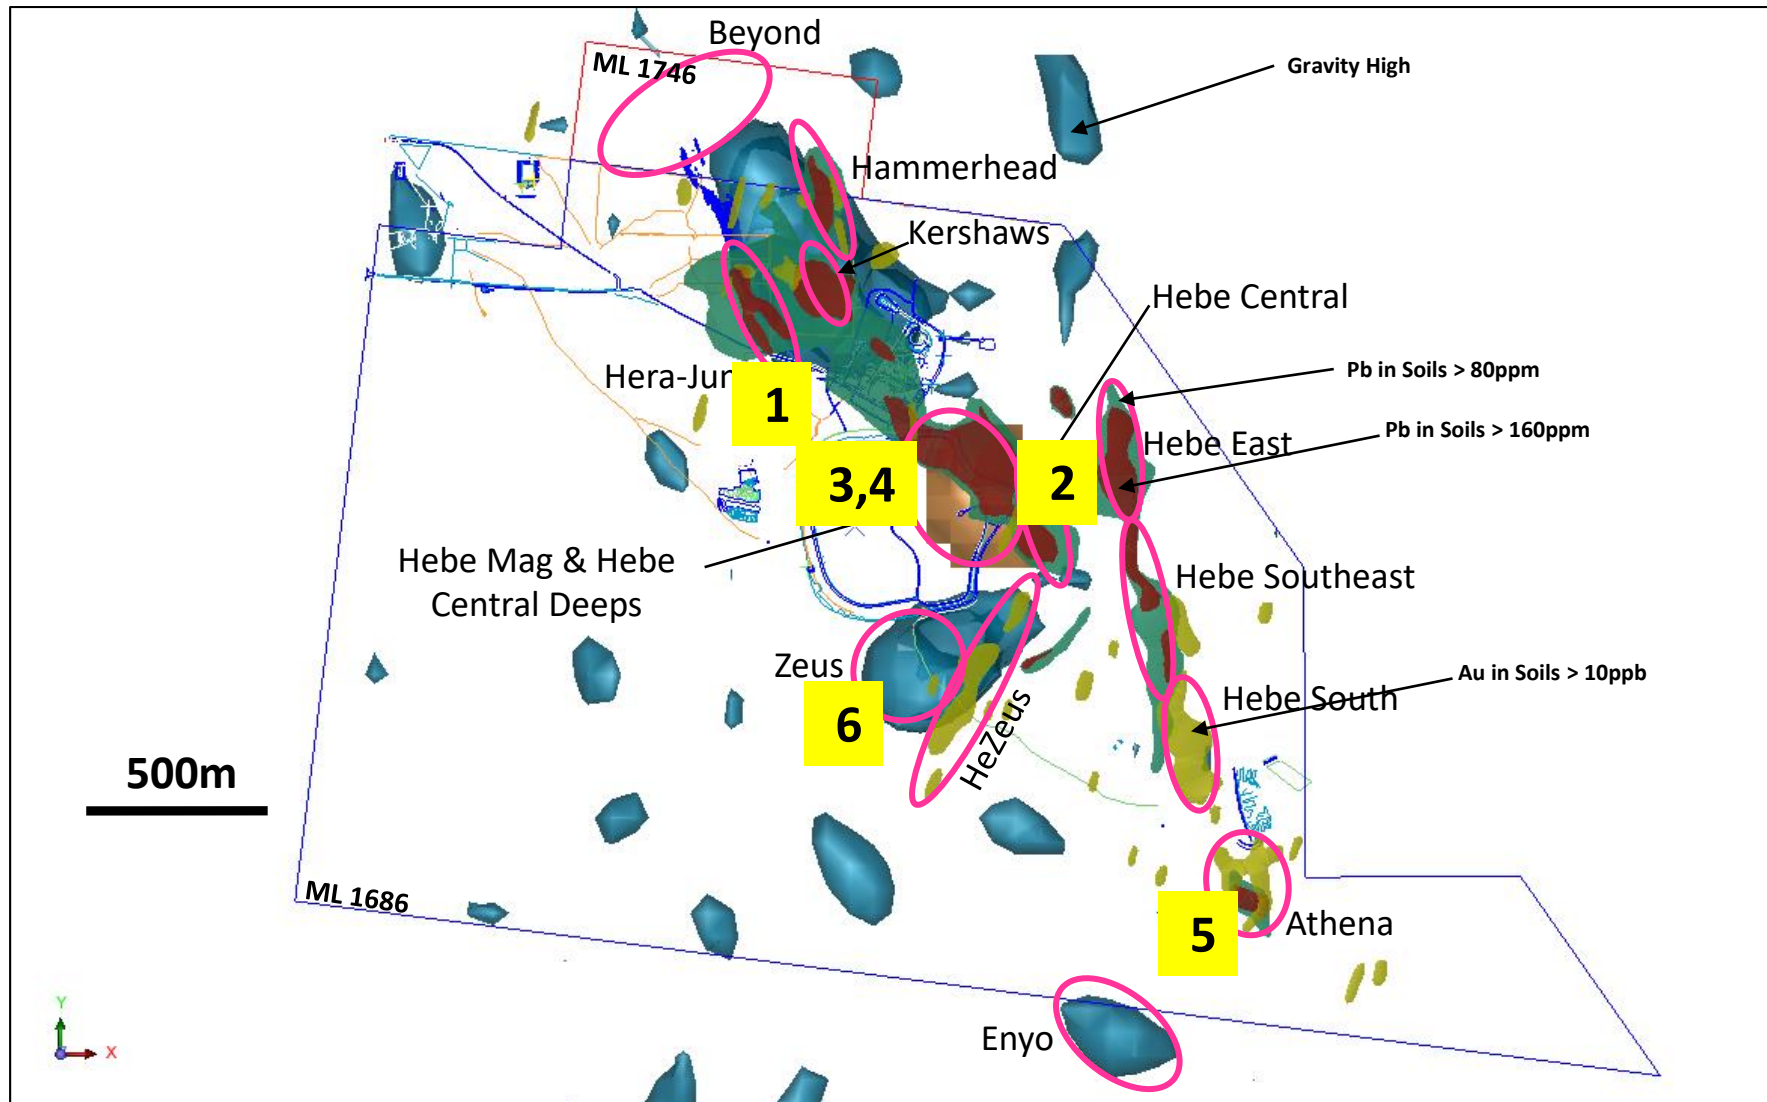 Beyond
ML 1746
Gravity High
Hammerhead
Kershaws
Hebe Central
Pb in Soils > 80ppm
Hera-Jun
1
Pb in Soils > 160ppm
Hebe East
3,4
2
Hebe Mag & Hebe
Central Deeps
Hebe Southeast
Zeus
Au in Soils > 10ppb
Hebe South
6
HeZeus
500m
ML 1686
5
Athena
Enyo
Y
X